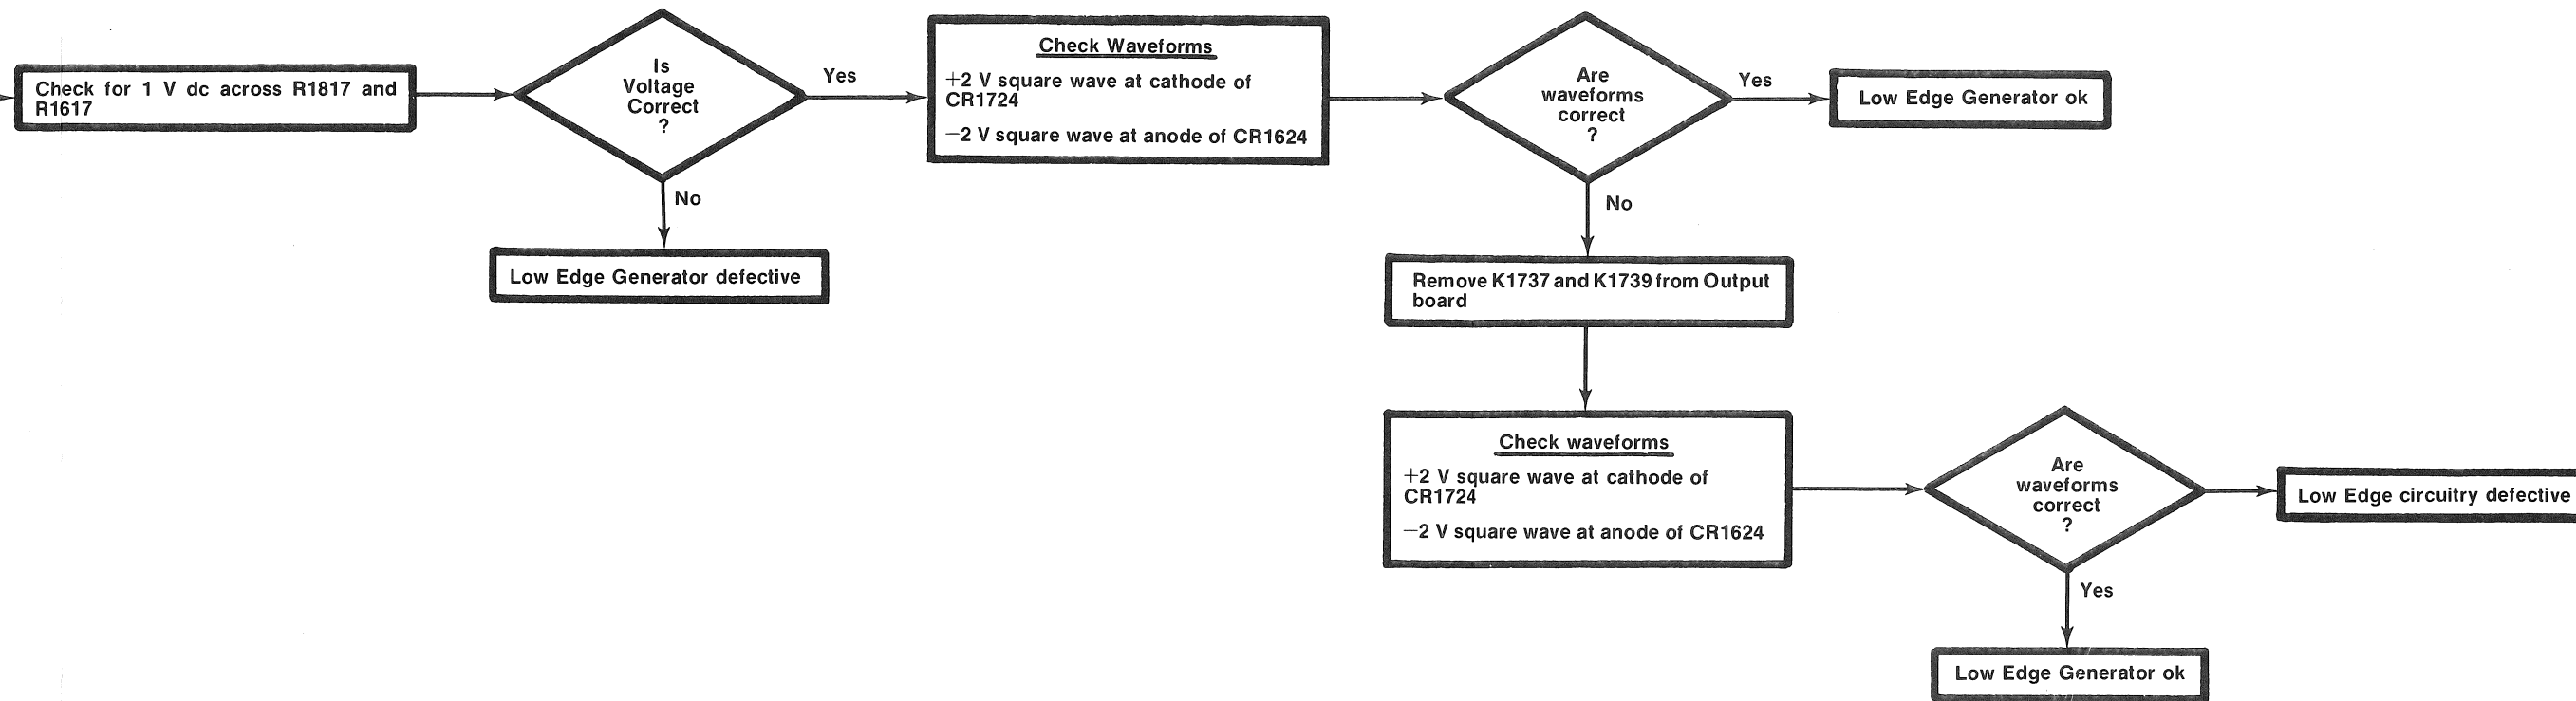 Check for 1 V dc across R1817 and
R1617
Is
Voltage
Correct
?
Yes
No
Low Edge Generator defective
Check Waveforms
+2 V square wave at cathode of
CR1724
−2 V square wave at anode of CR1624
Are
waveforms
correct
?
Yes
Low Edge Generator ok
No
Remove K1737 and K1739 from Output
board
Check waveforms
+2 V square wave at cathode of
CR1724
−2 V square wave at anode of CR1624
Are
waveforms
correct
?
Low Edge circuitry defective
Yes
Low Edge Generator ok